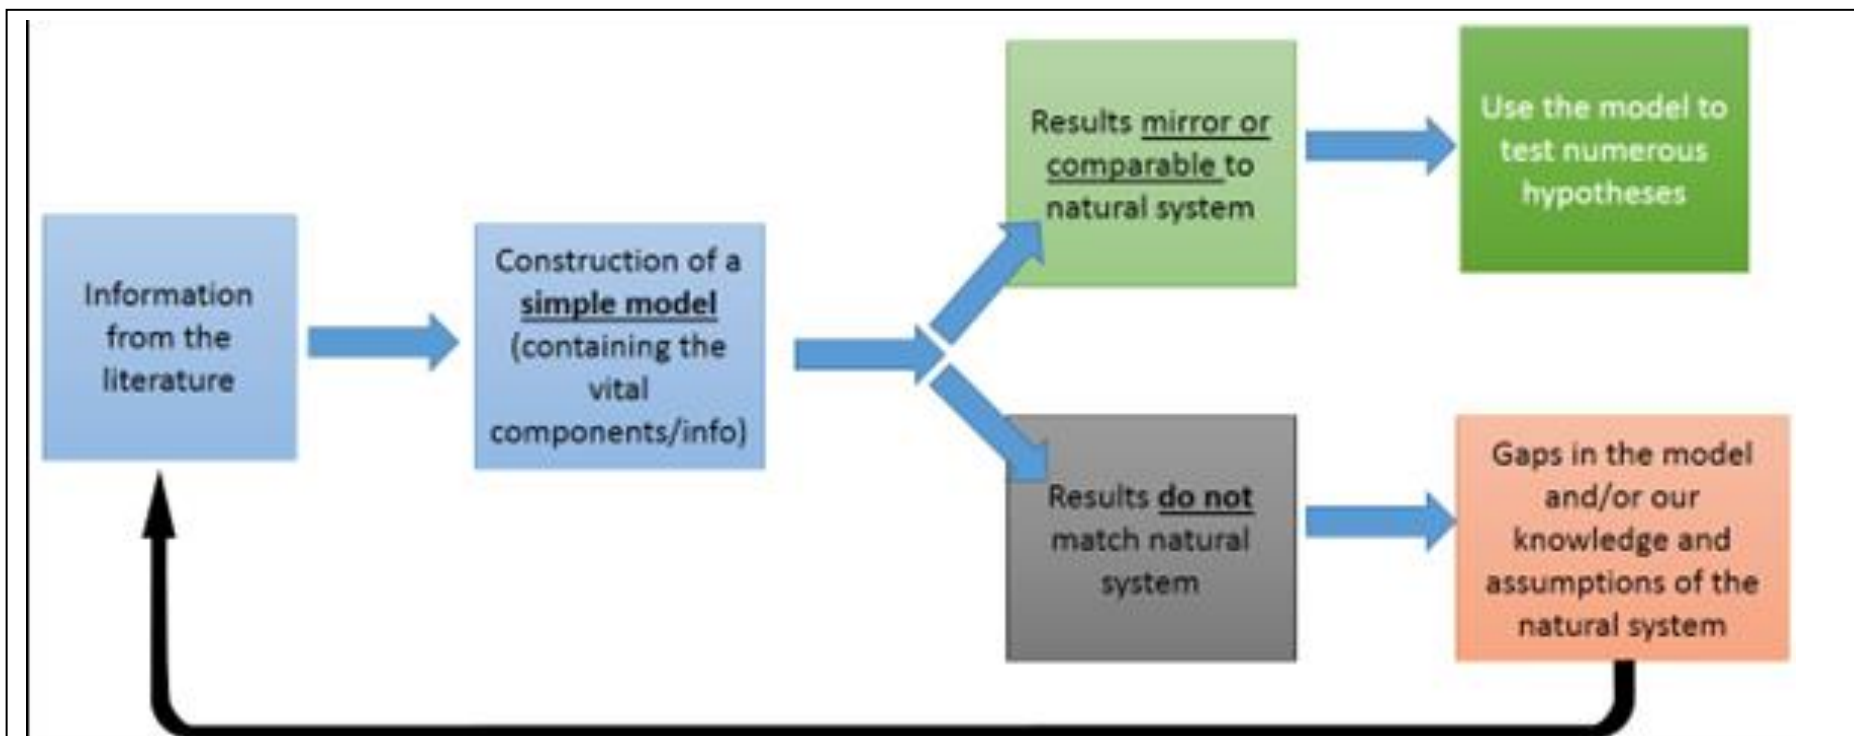 Information
from the
literature
Construction of a
simple model
(containing the
vital
components/info)
Results mirror or
comparable to
natural system
Use the model to
test numerous
hypotheses
Results do not
match natural
system
Gaps in the model
and/or our
knowledge and
assumptions of the
natural system